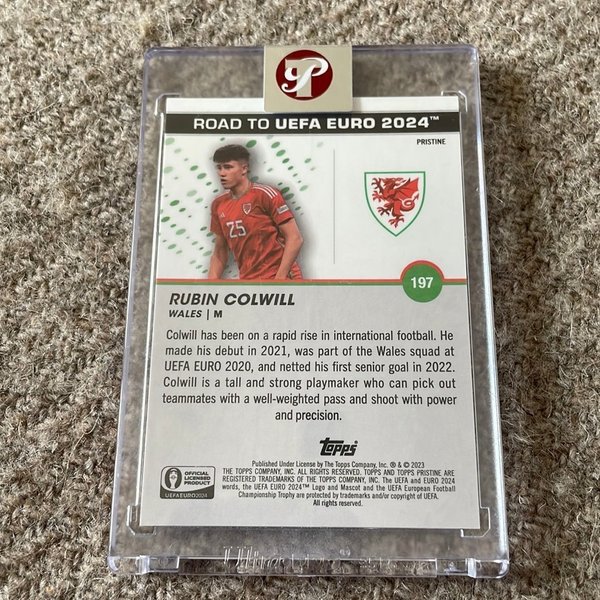 P
ROAD TO UEFA EURO 2024™
PRISTINE
25
197
RUBIN COLWILL
WALES | M
Colwill has been on a rapid rise in international football. He
made his debut in 2021, was part of the Wales squad at
UEFA EURO 2020, and netted his first senior goal in 2022.
Colwill is a tall and strong playmaker who can pick out
teammates with a well-weighted pass and shoot with power
and precision.
topps
Published Under License by The Topps Company, Inc. ® & © 2023
THE TOPPS COMPANY, INC. ALL RIGHTS RESERVED. TOPPS AND TOPPS PRISTINE ARE
REGISTERED TRADEMARKS OF THE TOPPS COMPANY, INC. The UEFA and EURO 2024
words, the UEFA EURO 2024™ Logo and Mascot and the UEFA European Football
Championship Trophy are protected by trademarks and/or copyright of UEFA.
All rights reserved.
OFFICIAL
LICENSED
PRODUCT
UEFA EURO2024